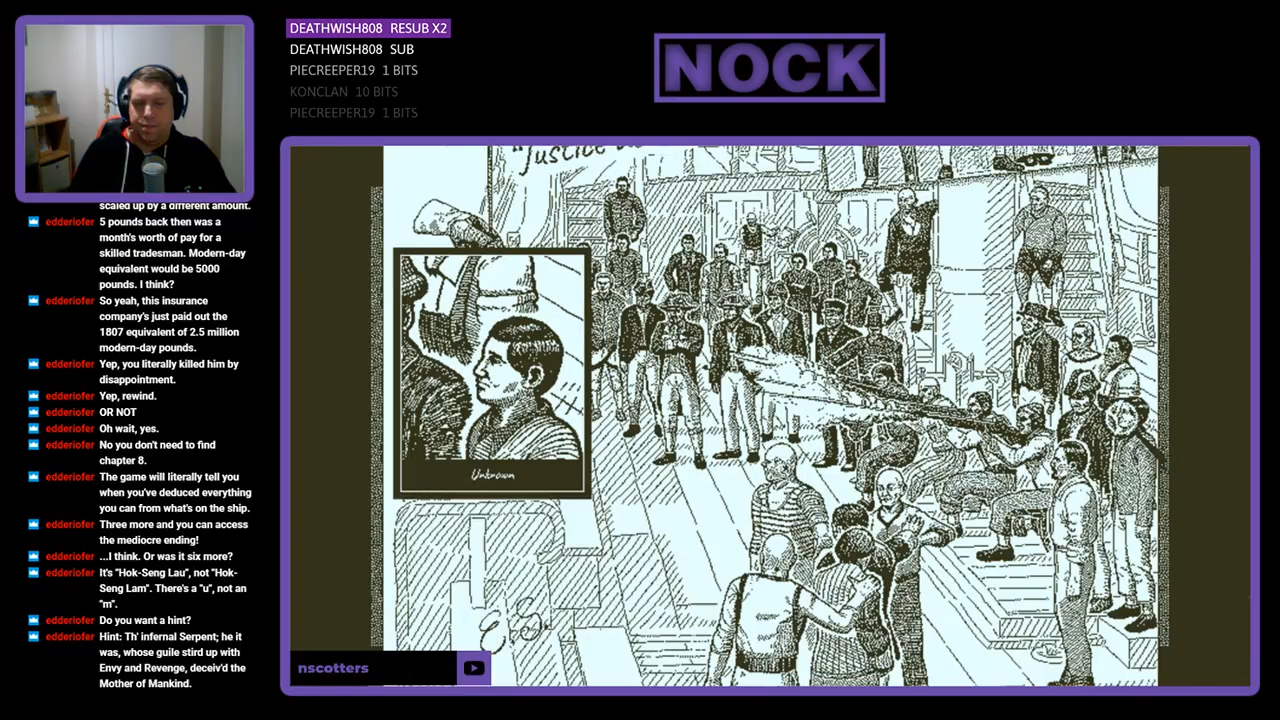 DEATHWISH808 RESUB X2
DEATHWISH808 SUB
PIECREEPER19 1 BITS
KONCLAN 10 BITS
PIECREEPER19 1 BITS
NOCK
scaled up by a different amount.
edderiofer 5 pounds back then was a
month's worth of pay for a
skilled tradesman. Modern-day
equivalent would be 5000
pounds. I think?
edderiofer So yeah, this insurance
company's just paid out the
1807 equivalent of 2.5 million
modern-day pounds.
edderiofer Yep, you literally killed him by
disappointment.
edderiofer Yep, rewind.
edderiofer OR NOT
edderiofer Oh wait, yes.
edderiofer No you don't need to find
chapter 8.
edderiofer The game will literally tell you
when you've deduced everything
you can from what's on the ship.
edderiofer Three more and you can access
the mediocre ending!
edderiofer ...I think. Or was it six more?
edderiofer It's "Hok-Seng Lau", not "Hok-
Seng Lam". There's a "u", not an
"m".
edderiofer Do you want a hint?
edderiofer Hint: Th' infernal Serpent; he it
was, whose guile stird up with
Envy and Revenge, deceiv'd the
Mother of Mankind.
"Justice
Unknown
nscotters